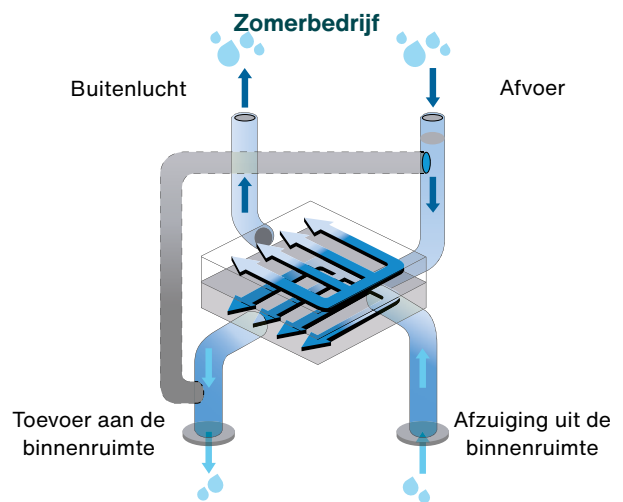 Zomerbedrijf
Buitenlucht
Afvoer
Toevoer aan de
binnenruimte
Afzuiging uit de
binnenruimte